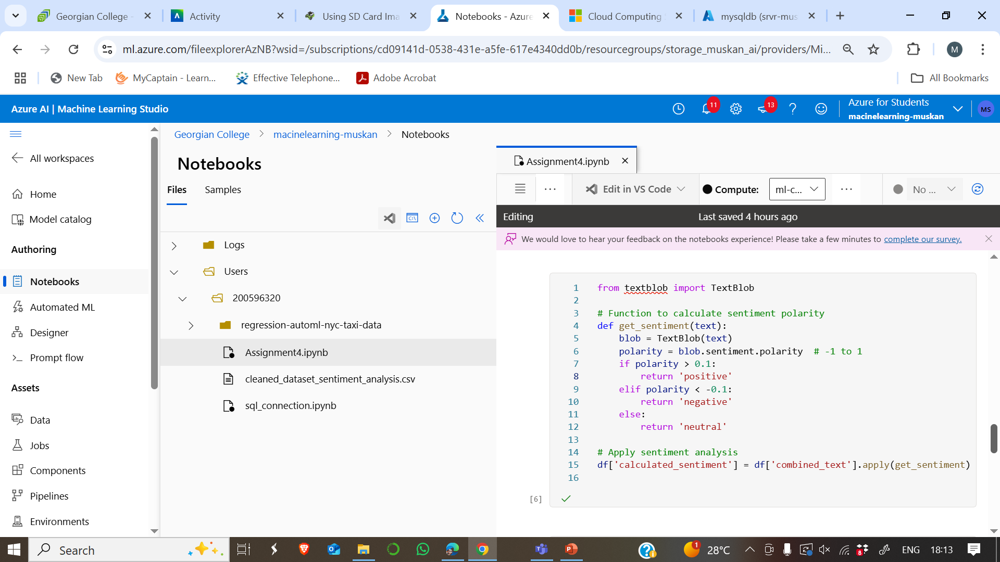 Georgian College -
Activity
Using SD Card Ima
Notebooks - Azure
Cloud Computing
mysqldb (srvr-mus
ml.azure.com/fileexplorerAzNB?wsid=/subscriptions/cd09141d-0538-431e-a5fe-617e4340dd0b/resourcegroups/storage_muskan_ai/providers/Mi...
M
New Tab
MyCaptain - Learn...
Effective Telephone...
Adobe Acrobat
All Bookmarks
Azure AI | Machine Learning Studio
11
13
Azure for Students
macinelearning-muskan
MS
All workspaces
Home
Model catalog
Authoring
Notebooks
Automated ML
Designer
Prompt flow
Assets
Data
Jobs
Components
Pipelines
Environments
Georgian College > macinelearning-muskan > Notebooks
Notebooks
Files
Samples
Logs
Users
200596320
regression-automl-nyc-taxi-data
Assignment4.ipynb
cleaned_dataset_sentiment_analysis.csv
sql_connection.ipynb
Assignment4.ipynb
Edit in VS Code
Compute:
ml-c...
No ...
Editing
Last saved 4 hours ago
We would love to hear your feedback on the notebooks experience! Please take a few minutes to complete our survey.
1 from textblob import TextBlob
2
3 # Function to calculate sentiment polarity
4 def get_sentiment(text):
5     blob = TextBlob(text)
6     polarity = blob.sentiment.polarity  # -1 to 1
7     if polarity > 0.1:
8         return 'positive'
9     elif polarity < -0.1:
10         return 'negative'
11     else:
12         return 'neutral'
13
14 # Apply sentiment analysis
15 df['calculated_sentiment'] = df['combined_text'].apply(get_sentiment)
16
[6]
Search
1
28°C
8
ENG
18:13